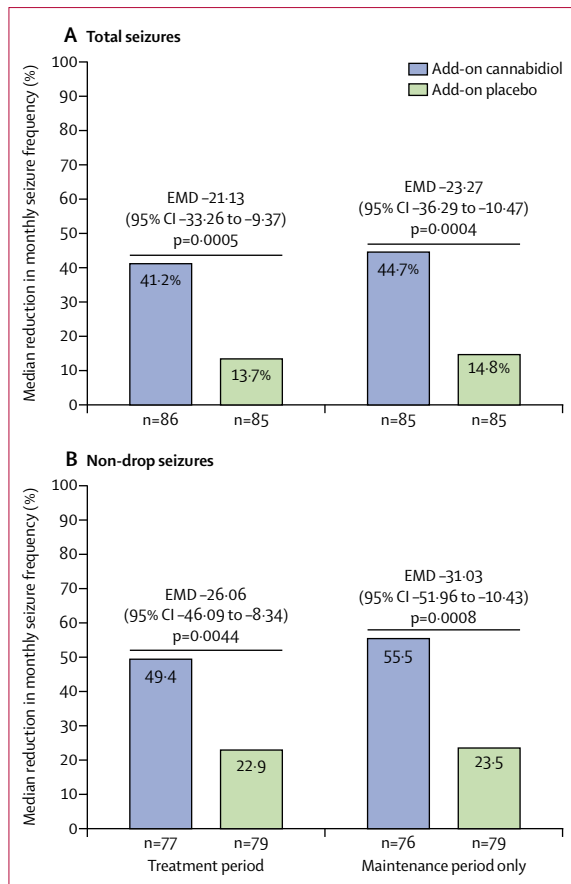 A Total seizures
Add-on cannabidiol
Add-on placebo
Median reduction in monthly seizure frequency (%)
100
90
80
70
60
50
40
30
20
10
0
EMD –21·13
(95% CI –33·26 to –9·37)
p=0·0005
41·2%
13·7%
EMD –23·27
(95% CI –36·29 to –10·47)
p=0·0004
44·7%
14·8%
n=86 n=85 n=85 n=85
B Non-drop seizures
Median reduction in monthly seizure frequency (%)
100
90
80
70
60
50
40
30
20
10
0
EMD –26·06
(95% CI –46·09 to –8·34)
p=0·0044
49·4
22·9
EMD –31·03
(95% CI –51·96 to –10·43)
p=0·0008
55·5
23·5
n=77 n=79 n=76 n=79
Treatment period Maintenance period only